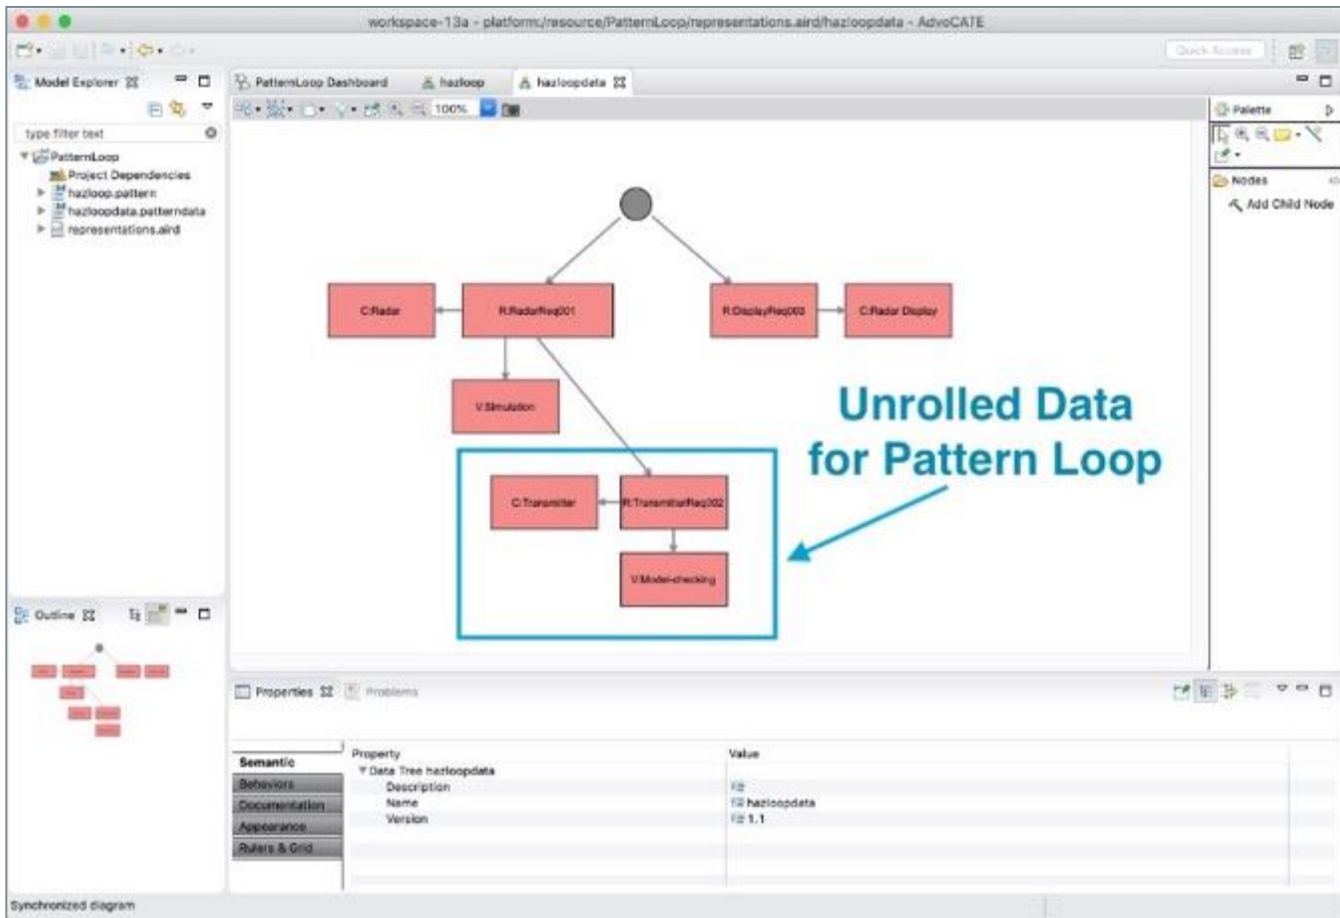 workspace-13a - platform:/resource/PatternLoop/representations.aird/hazloopdata - AdvoCATE
Quick Access
Model Explorer
PatternLoop Dashboard
hazloop
hazloopdata
100%
Palette
type filter text
PatternLoop
Project Dependencies
hazloop.pattern
hazloopdata.patterndata
representations.aird
Nodes
Add Child Node
C:Radar
R:RadarReq001
R:DisplayReq003
C:Radar Display
V:Simulation
Unrolled Data
for Pattern Loop
C:Transmitter
R:TransmitterReq002
V:Model-checking
Outline
Properties
Problems
Property
Value
Semantic
Behaviors
Documentation
Appearance
Rulers & Grid
Data Tree hazloopdata
Description
Name
hazloopdata
Version
1.1
Synchronized diagram